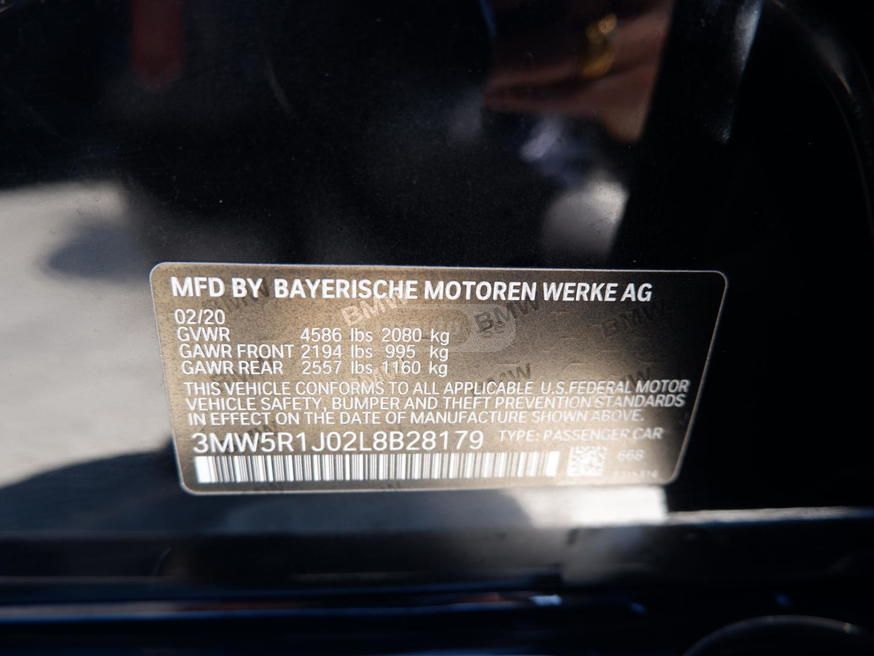 MFD BY BAYERISCHE MOTOREN WERKE AG
02/20
GVWR 4586 lbs 2080 kg
GAWR FRONT 2194 lbs 995 kg
GAWR REAR 2557 lbs 1160 kg
THIS VEHICLE CONFORMS TO ALL APPLICABLE U.S.FEDERAL MOTOR
VEHICLE SAFETY, BUMPER AND THEFT PREVENTION STANDARDS
IN EFFECT ON THE DATE OF MANUFACTURE SHOWN ABOVE.
3MW5R1J02L8B28179 TYPE: PASSENGER CAR
668